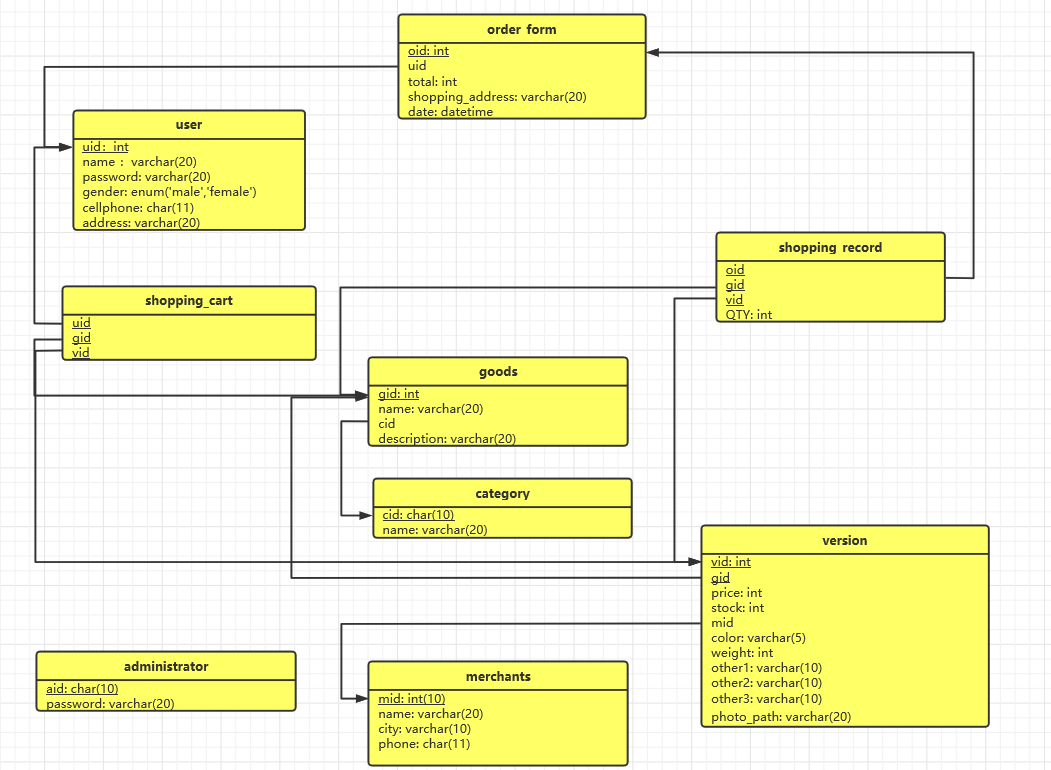 order form
oid: int
uid
total: int
shopping_address: varchar(20)
date: datetime
user
uid: int
name : varchar(20)
password: varchar(20)
gender: enum('male','female')
cellphone: char(11)
address: varchar(20)
shopping record
oid
gid
vid
QTY: int
shopping_cart
uid
gid
vid
goods
gid: int
name: varchar(20)
cid
description: varchar(20)
category
cid: char(10)
name: varchar(20)
version
vid: int
gid
price: int
stock: int
mid
color: varchar(5)
weight: int
other1: varchar(10)
other2: varchar(10)
other3: varchar(10)
photo_path: varchar(20)
administrator
aid: char(10)
password: varchar(20)
merchants
mid: int(10)
name: varchar(20)
city: varchar(10)
phone: char(11)